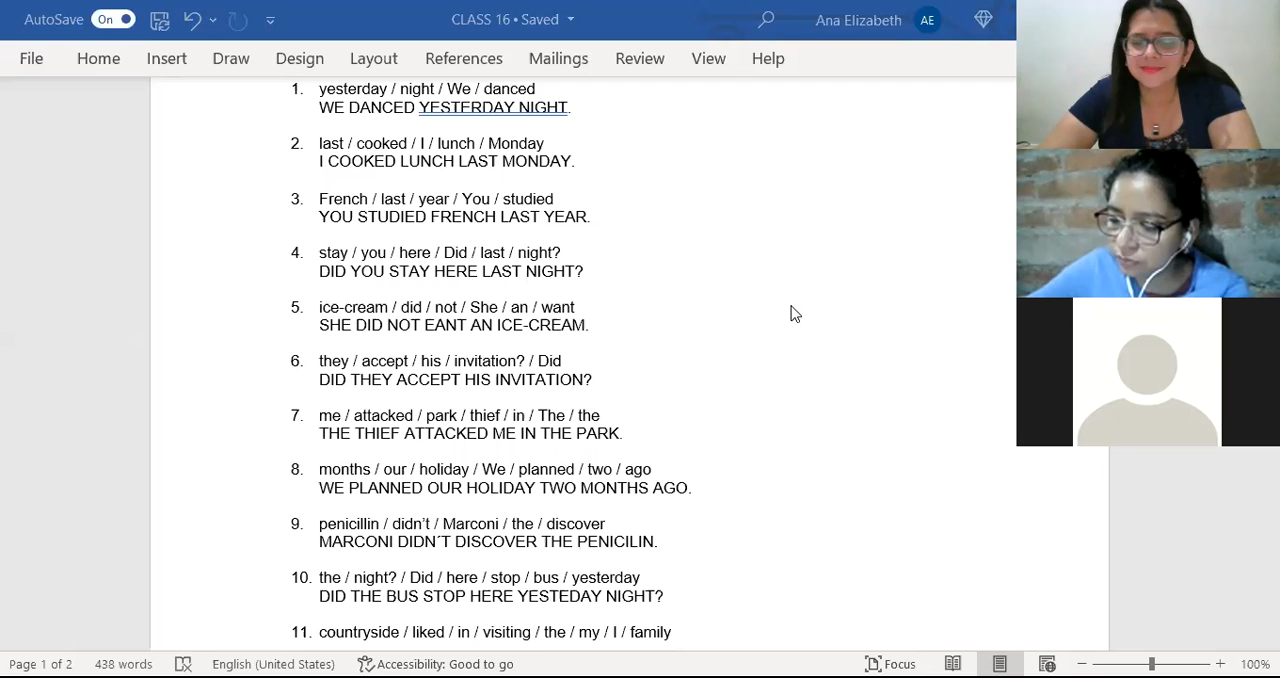 AutoSave On CLASS 16 • Saved Ana Elizabeth AE
File Home Insert Draw Design Layout References Mailings Review View Help
1. yesterday / night / We / danced
WE DANCED YESTERDAY NIGHT.
2. last / cooked / I / lunch / Monday
I COOKED LUNCH LAST MONDAY.
3. French / last / year / You / studied
YOU STUDIED FRENCH LAST YEAR.
4. stay / you / here / Did / last / night?
DID YOU STAY HERE LAST NIGHT?
5. ice-cream / did / not / She / an / want
SHE DID NOT EANT AN ICE-CREAM.
6. they / accept / his / invitation? / Did
DID THEY ACCEPT HIS INVITATION?
7. me / attacked / park / thief / in / The / the
THE THIEF ATTACKED ME IN THE PARK.
8. months / our / holiday / We / planned / two / ago
WE PLANNED OUR HOLIDAY TWO MONTHS AGO.
9. penicillin / didn’t / Marconi / the / discover
MARCONI DIDN´T DISCOVER THE PENICILIN.
10. the / night? / Did / here / stop / bus / yesterday
DID THE BUS STOP HERE YESTEDAY NIGHT?
11. countryside / liked / in / visiting / the / my / I / family
Page 1 of 2 438 words English (United States) Accessibility: Good to go Focus 100%